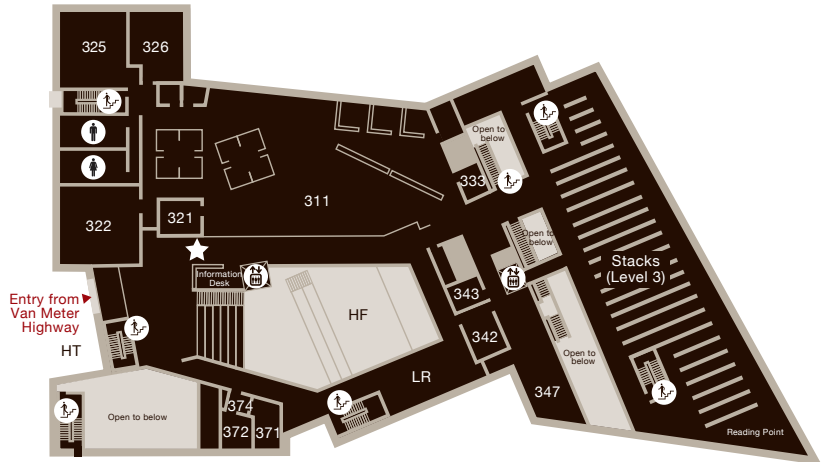 325
326
Open to
below
333
311
321
322
Open to
below
Stacks
(Level 3)
Information
Desk
343
Entry from
Van Meter
Highway
HF
342
HT
Open to
below
LR
347
374
Open to below
372
371
Reading Point